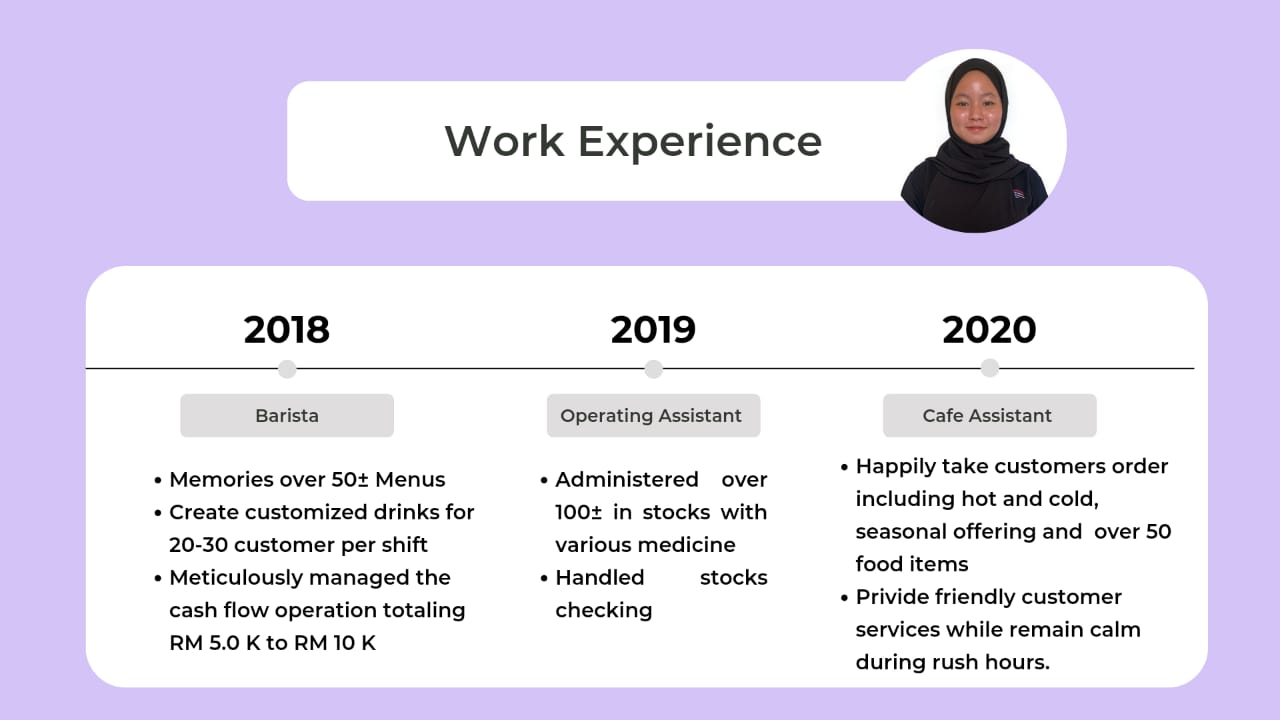 Work Experience
2018
2019
2020
Barista
Operating Assistant
Cafe Assistant
• Memories over 50± Menus
• Create customized drinks for
20-30 customer per shift
• Meticulously managed the
cash flow operation totaling
RM 5.0 K to RM 10 K
• Administered over
100± in stocks with
various medicine
• Handled stocks
checking
• Happily take customers order
including hot and cold,
seasonal offering and over 50
food items
• Privide friendly customer
services while remain calm
during rush hours.